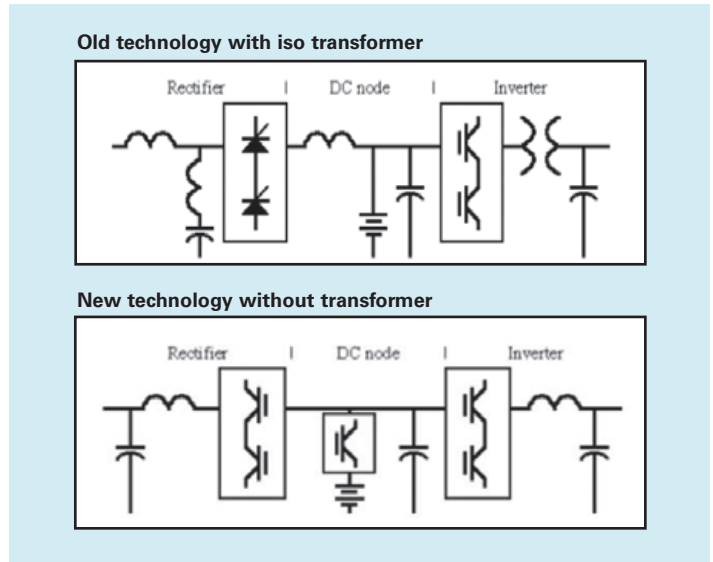 Old technology with iso transformer
Rectifier | DC node | Inverter
New technology without transformer
Rectifier | DC node | Inverter